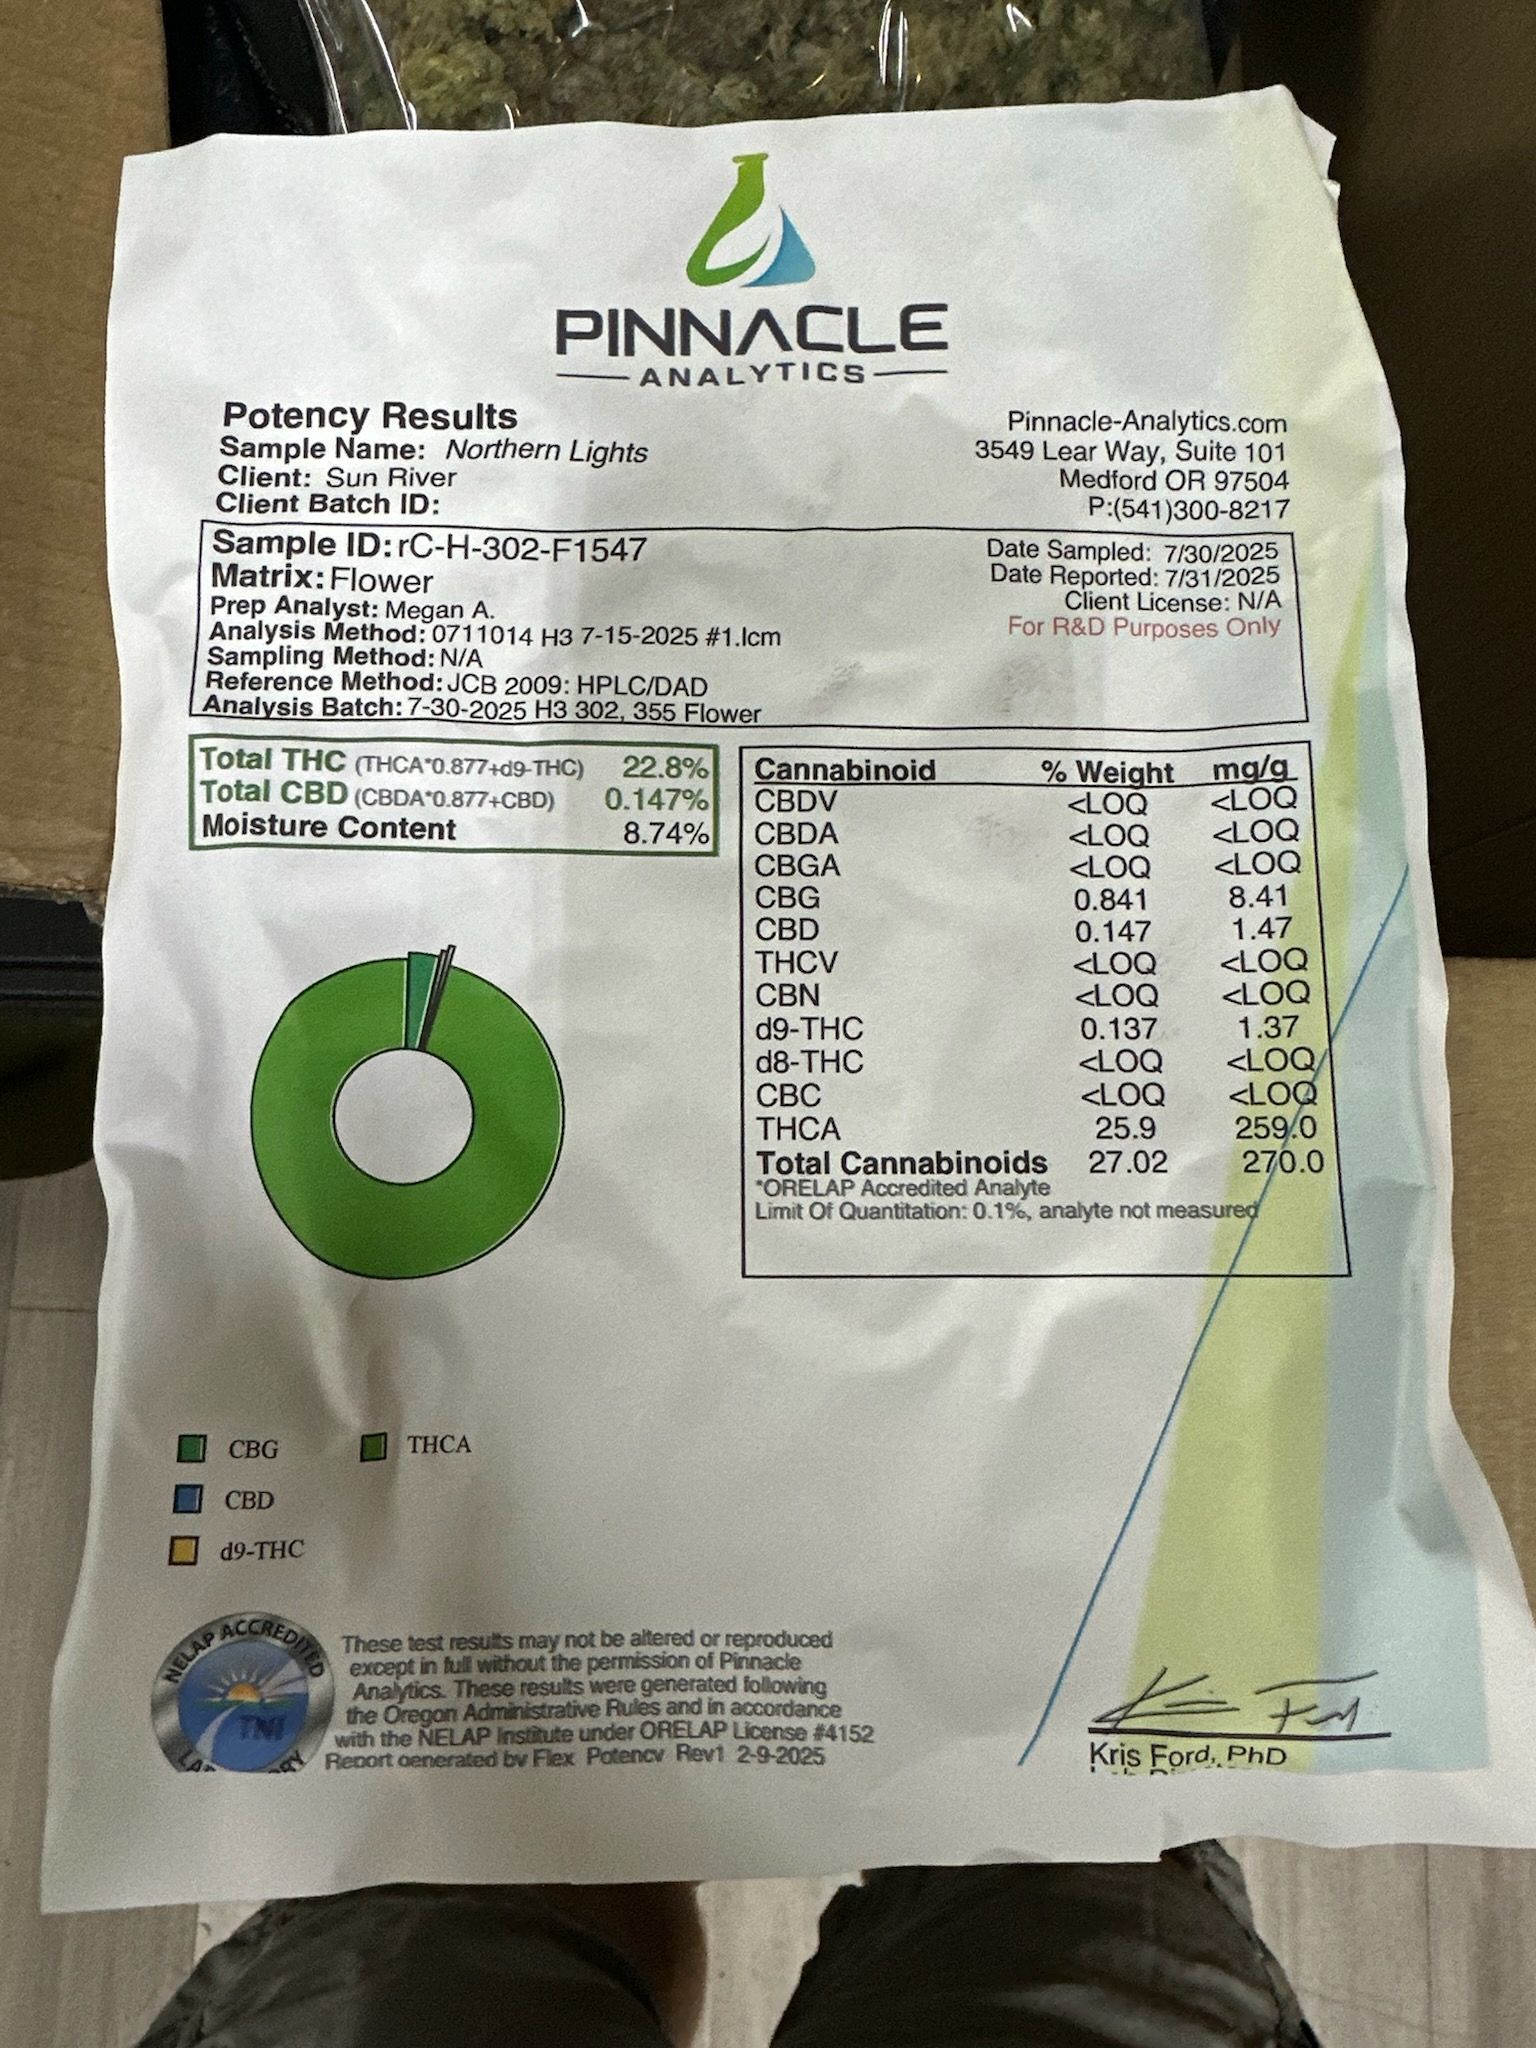 PINNACLE
ANALYTICS
Potency Results
Sample Name: Northern Lights
Client: Sun River
Client Batch ID:
Pinnacle-Analytics.com
3549 Lear Way, Suite 101
Medford OR 97504
P:(541)300-8217
Sample ID: rC-H-302-F1547
Matrix: Flower
Prep Analyst: Megan A.
Analysis Method: 0711014 H3 7-15-2025 #1.lcm
Sampling Method: N/A
Reference Method: JCB 2009: HPLC/DAD
Analysis Batch: 7-30-2025 H3 302, 355 Flower
Date Sampled: 7/30/2025
Date Reported: 7/31/2025
Client License: N/A
For R&D Purposes Only
Total THC (THCA*0.877+d9-THC) 22.8%
Total CBD (CBDA*0.877+CBD) 0.147%
Moisture Content 8.74%
Cannabinoid % Weight mg/g
CBDV <LOQ <LOQ
CBDA <LOQ <LOQ
CBGA <LOQ <LOQ
CBG 0.841 8.41
CBD 0.147 1.47
THCV <LOQ <LOQ
CBN <LOQ <LOQ
d9-THC 0.137 1.37
d8-THC <LOQ <LOQ
CBC <LOQ <LOQ
THCA 25.9 259.0
Total Cannabinoids 27.02 270.0
*ORELAP Accredited Analyte
Limit Of Quantitation: 0.1%, analyte not measured
CBG THCA
CBD
d9-THC
NELAP ACCREDITED
TNI
These test results may not be altered or reproduced
except in full without the permission of Pinnacle
Analytics. These results were generated following
the Oregon Administrative Rules and in accordance
with the NELAP Institute under ORELAP License #4152
Report generated by Flex Potency Rev1 2-9-2025
Kris Ford, PhD